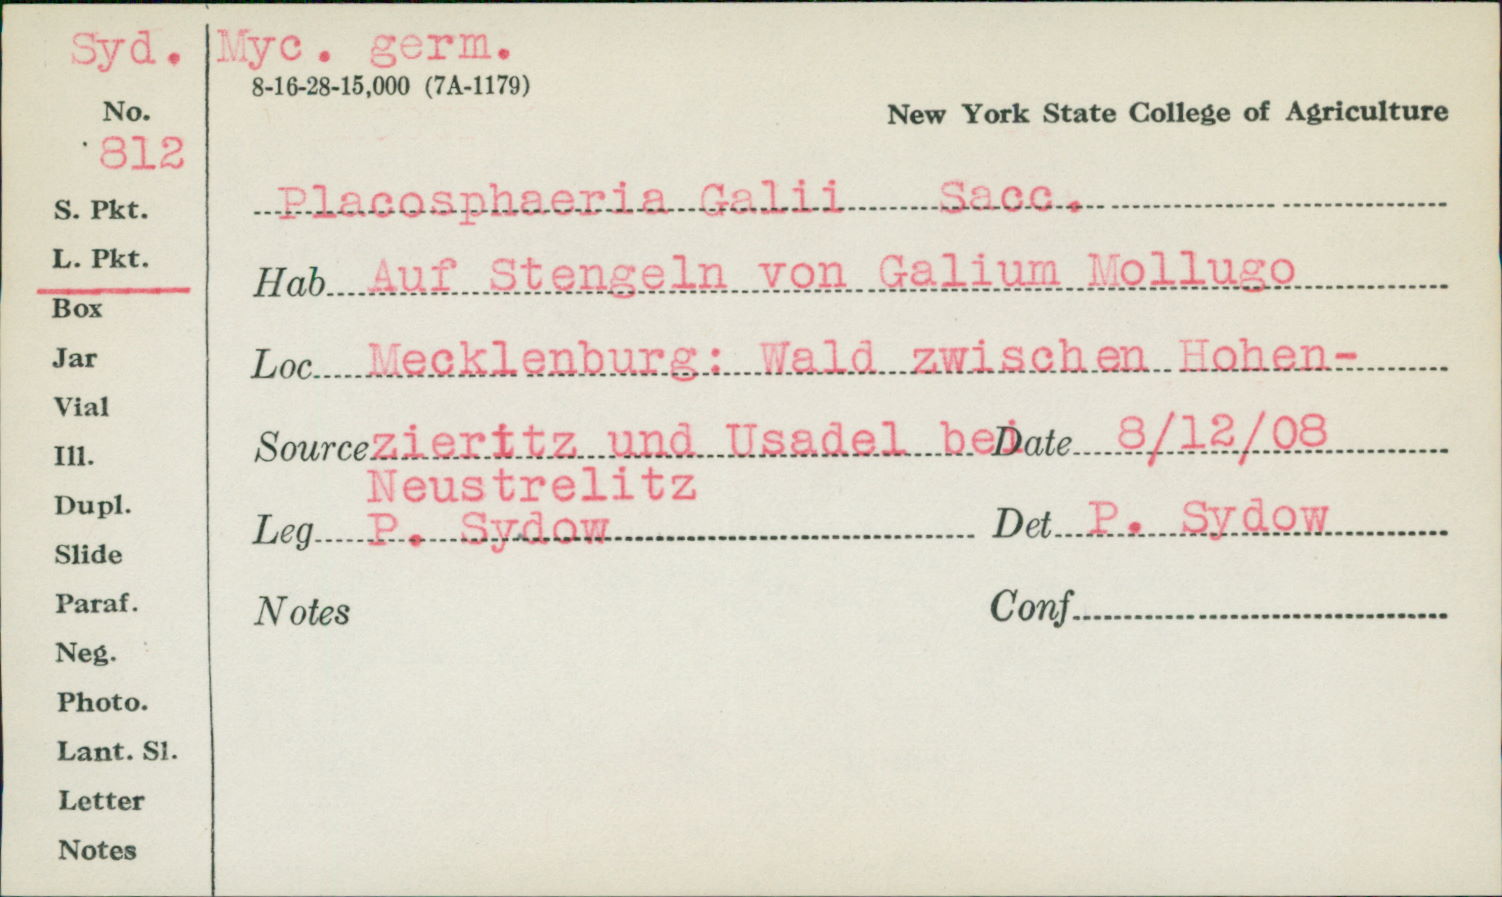 Syd. Myc. germ.
8-16-28-15,000 (7A-1179)
No.
812
New York State College of Agriculture
Placosphaeria Galii Sacc.
S. Pkt.
L. Pkt.
Hab Auf Stengeln von Galium Mollugo
Box
Jar
Loc Mecklenburg: Wald zwischen Hohen-
Vial
Source zieritz und Usadel bei Date 8/12/08
Ill.
Neustrelitz
Dupl.
Leg P. Sydow Det P. Sydow
Slide
Paraf.
Notes Conf
Neg.
Photo.
Lant. Sl.
Letter
Notes